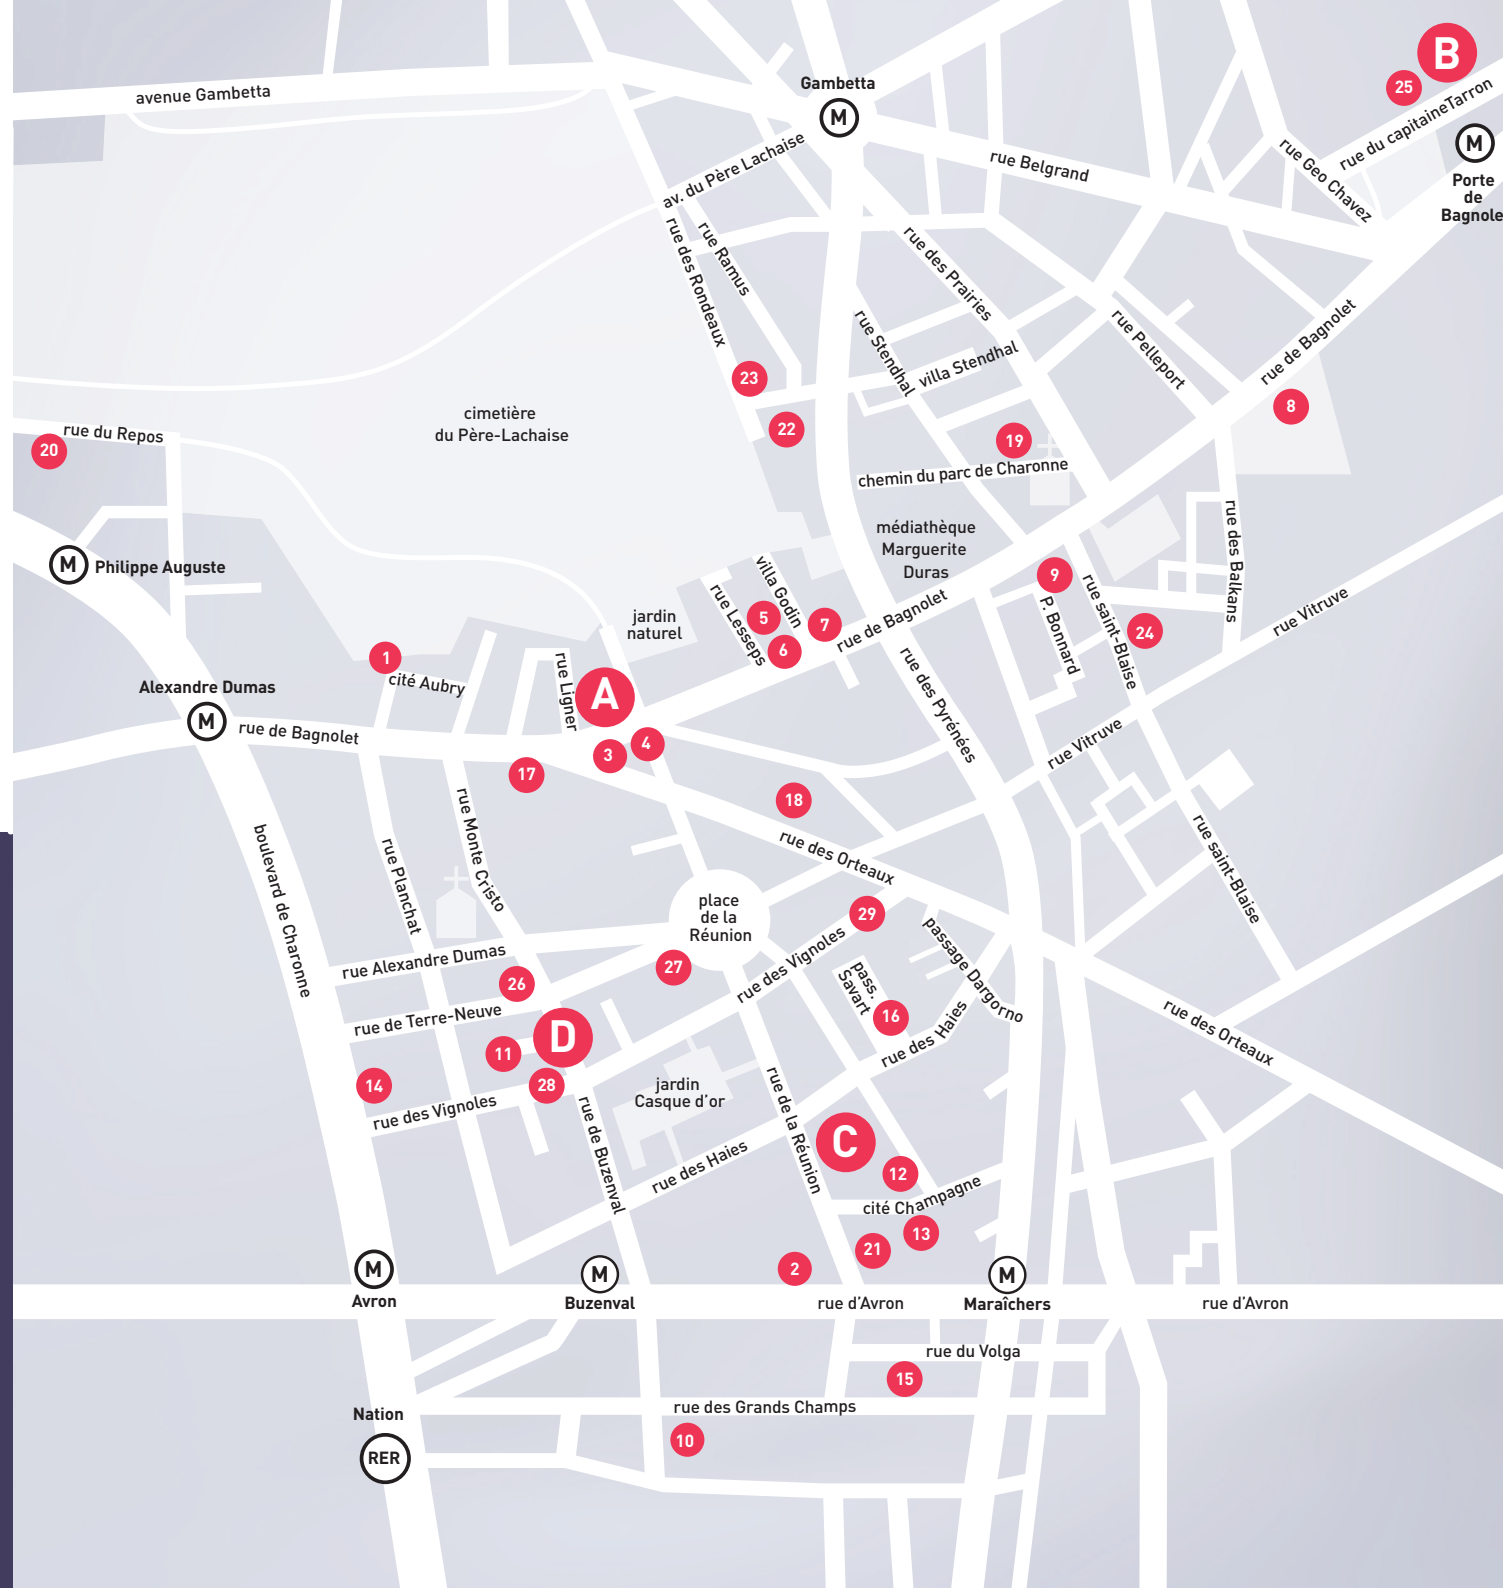 B
25
rue du capitaineTarron
avenue Gambetta
Gambetta
M
av. du Père Lachaise
rue Belgrand
rue Geo Chavez
M
Porte
de
Bagnole
rue des Rondeaux
rue Ramus
rue des Prairies
rue Stendhal
villa Stendhal
rue Pelleport
rue de Bagnolet
23
22
8
19
cimetière
du Père-Lachaise
rue du Repos
20
chemin du parc de Charonne
médiathèque
Marguerite
Duras
rue des Balkans
M
Philippe Auguste
villa Godin
rue Lesseps
5
6
7
9
P. Bonnard
rue saint-Blaise
24
rue de Bagnolet
rue Vitruve
jardin
naturel
1
cité Aubry
rue Ligner
A
Alexandre Dumas
M
rue de Bagnolet
3
4
17
rue des Pyrénées
rue Vitruve
18
rue des Orteaux
rue saint-Blaise
boulevard de Charonne
rue Planchat
rue Monte Cristo
place
de la
Réunion
29
rue des Vignoles
passage Dargorno
pass.
Savart
16
rue des Haies
rue des Orteaux
rue Alexandre Dumas
26
27
rue de Terre-Neuve
D
11
28
14
rue des Vignoles
jardin
Casque d’or
rue de Buzenval
rue des Haies
rue de la Réunion
C
12
cité Champagne
13
21
2
M
Avron
M
Buzenval
rue d’Avron
M
Maraîchers
rue d’Avron
rue du Volga
15
rue des Grands Champs
10
Nation
RER